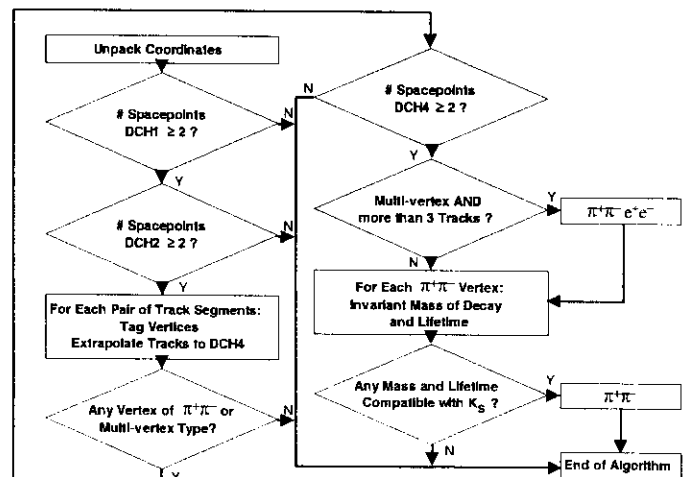 Unpack Coordinates
# Spacepoints
DCH1 ≥ 2 ?
N
Y
# Spacepoints
DCH2 ≥ 2 ?
N
Y
For Each Pair of Track Segments:
Tag Vertices
Extrapolate Tracks to DCH4
Any Vertex of π⁺π⁻ or
Multi-vertex Type?
N
Y
N
# Spacepoints
DCH4 ≥ 2 ?
Y
Multi-vertex AND
more than 3 Tracks ?
Y
π⁺π⁻ e⁺e⁻
N
For Each π⁺π⁻ Vertex:
Invariant Mass of Decay
and Lifetime
Any Mass and Lifetime
Compatible with K_S ?
Y
π⁺π⁻
N
End of Algorithm